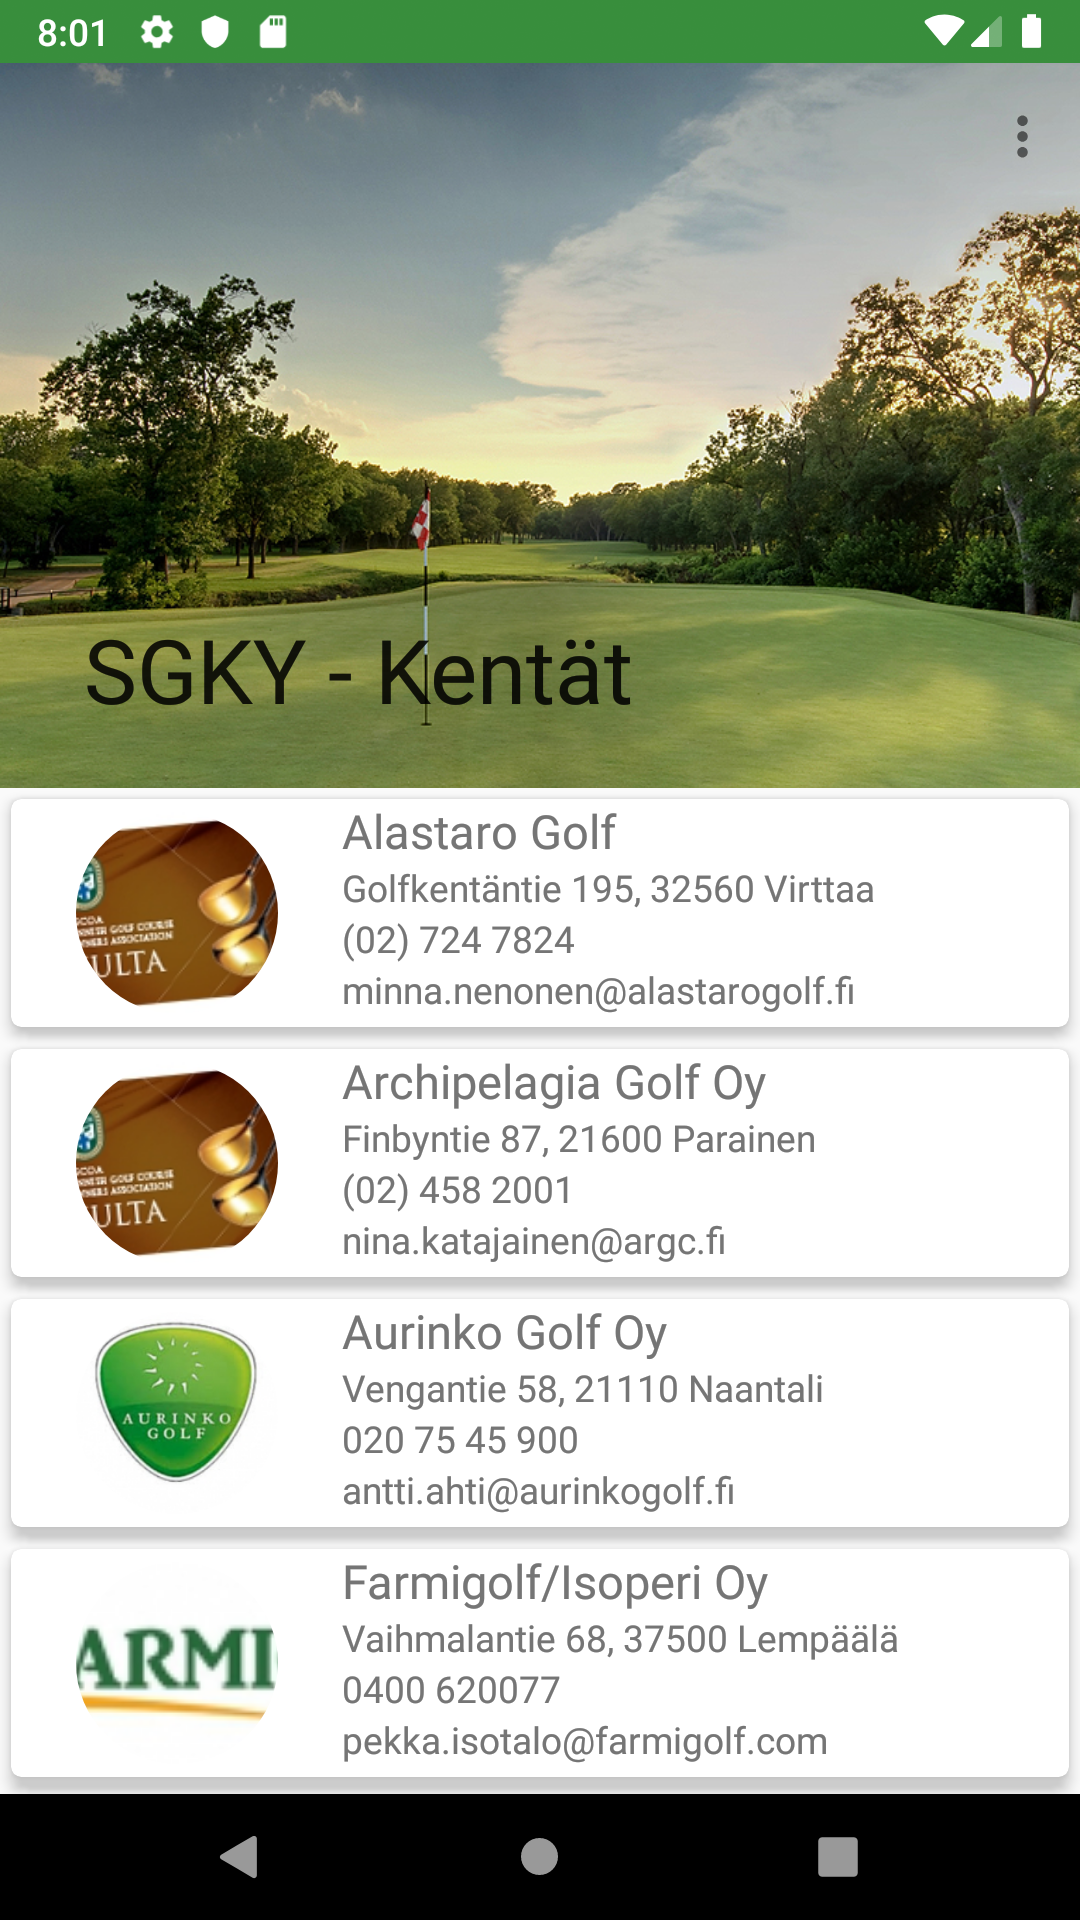 8:01
SGKY - Kentät
Alastaro Golf
Golfkentäntie 195, 32560 Virttaa
(02) 724 7824
minna.nenonen@alastarogolf.fi
ULTA
Archipelagia Golf Oy
Finbyntie 87, 21600 Parainen
(02) 458 2001
nina.katajainen@argc.fi
ULTA
Aurinko Golf Oy
Vengantie 58, 21110 Naantali
020 75 45 900
antti.ahti@aurinkogolf.fi
AURINKO
GOLF
Farmigolf/Isoperi Oy
Vaihmalantie 68, 37500 Lempäälä
0400 620077
pekka.isotalo@farmigolf.com
ARMI